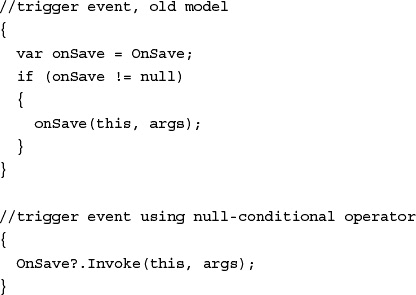 //trigger event, old model
{
  var onSave = OnSave;
  if (onSave != null)
  {
    onSave(this, args);
  }
}

//trigger event using null-conditional operator
{
  OnSave?.Invoke(this, args);
}